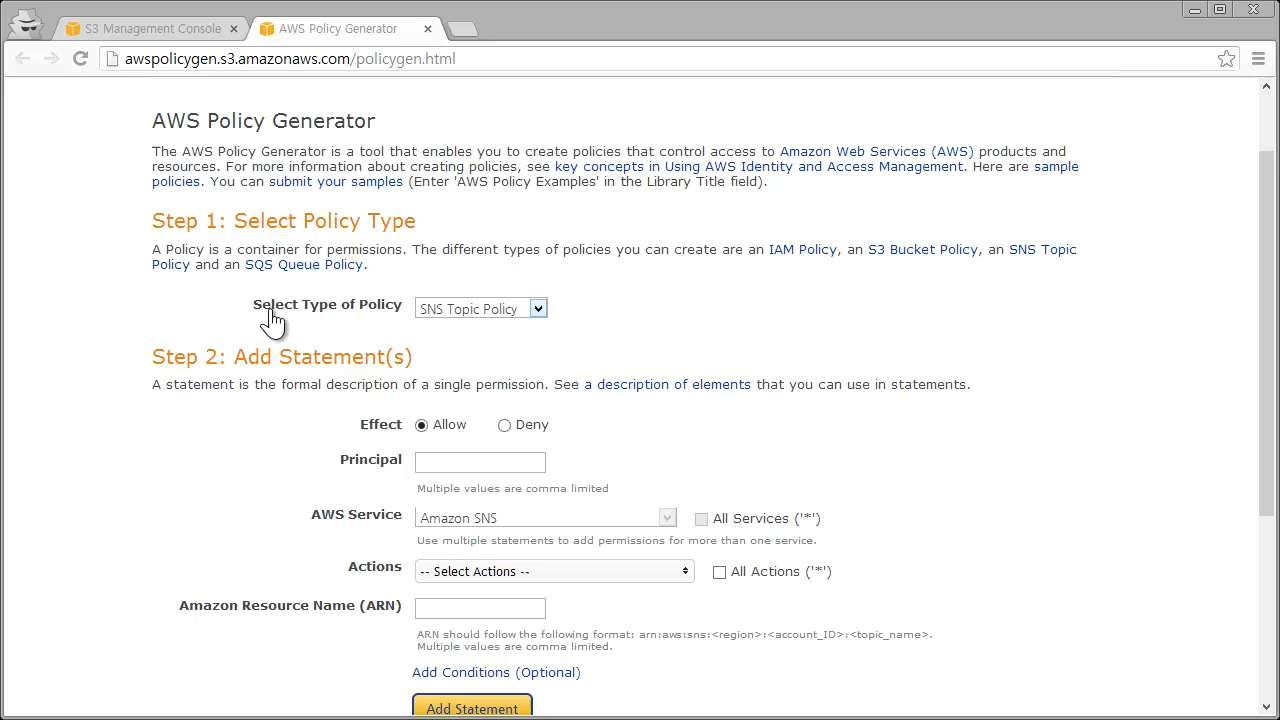 S3 Management Console
AWS Policy Generator
awspolicygen.s3.amazonaws.com/policygen.html
AWS Policy Generator
The AWS Policy Generator is a tool that enables you to create policies that control access to Amazon Web Services (AWS) products and
resources. For more information about creating policies, see key concepts in Using AWS Identity and Access Management. Here are sample
policies. You can submit your samples (Enter 'AWS Policy Examples' in the Library Title field).
Step 1: Select Policy Type
A Policy is a container for permissions. The different types of policies you can create are an IAM Policy, an S3 Bucket Policy, an SNS Topic
Policy and an SQS Queue Policy.
Select Type of Policy SNS Topic Policy
Step 2: Add Statement(s)
A statement is the formal description of a single permission. See a description of elements that you can use in statements.
Effect Allow Deny
Principal
Multiple values are comma limited
AWS Service Amazon SNS All Services ('*')
Use multiple statements to add permissions for more than one service.
Actions -- Select Actions -- All Actions ('*')
Amazon Resource Name (ARN)
ARN should follow the following format: arn:aws:sns:<region>:<account_ID>:<topic_name>.
Multiple values are comma limited.
Add Conditions (Optional)
Add Statement